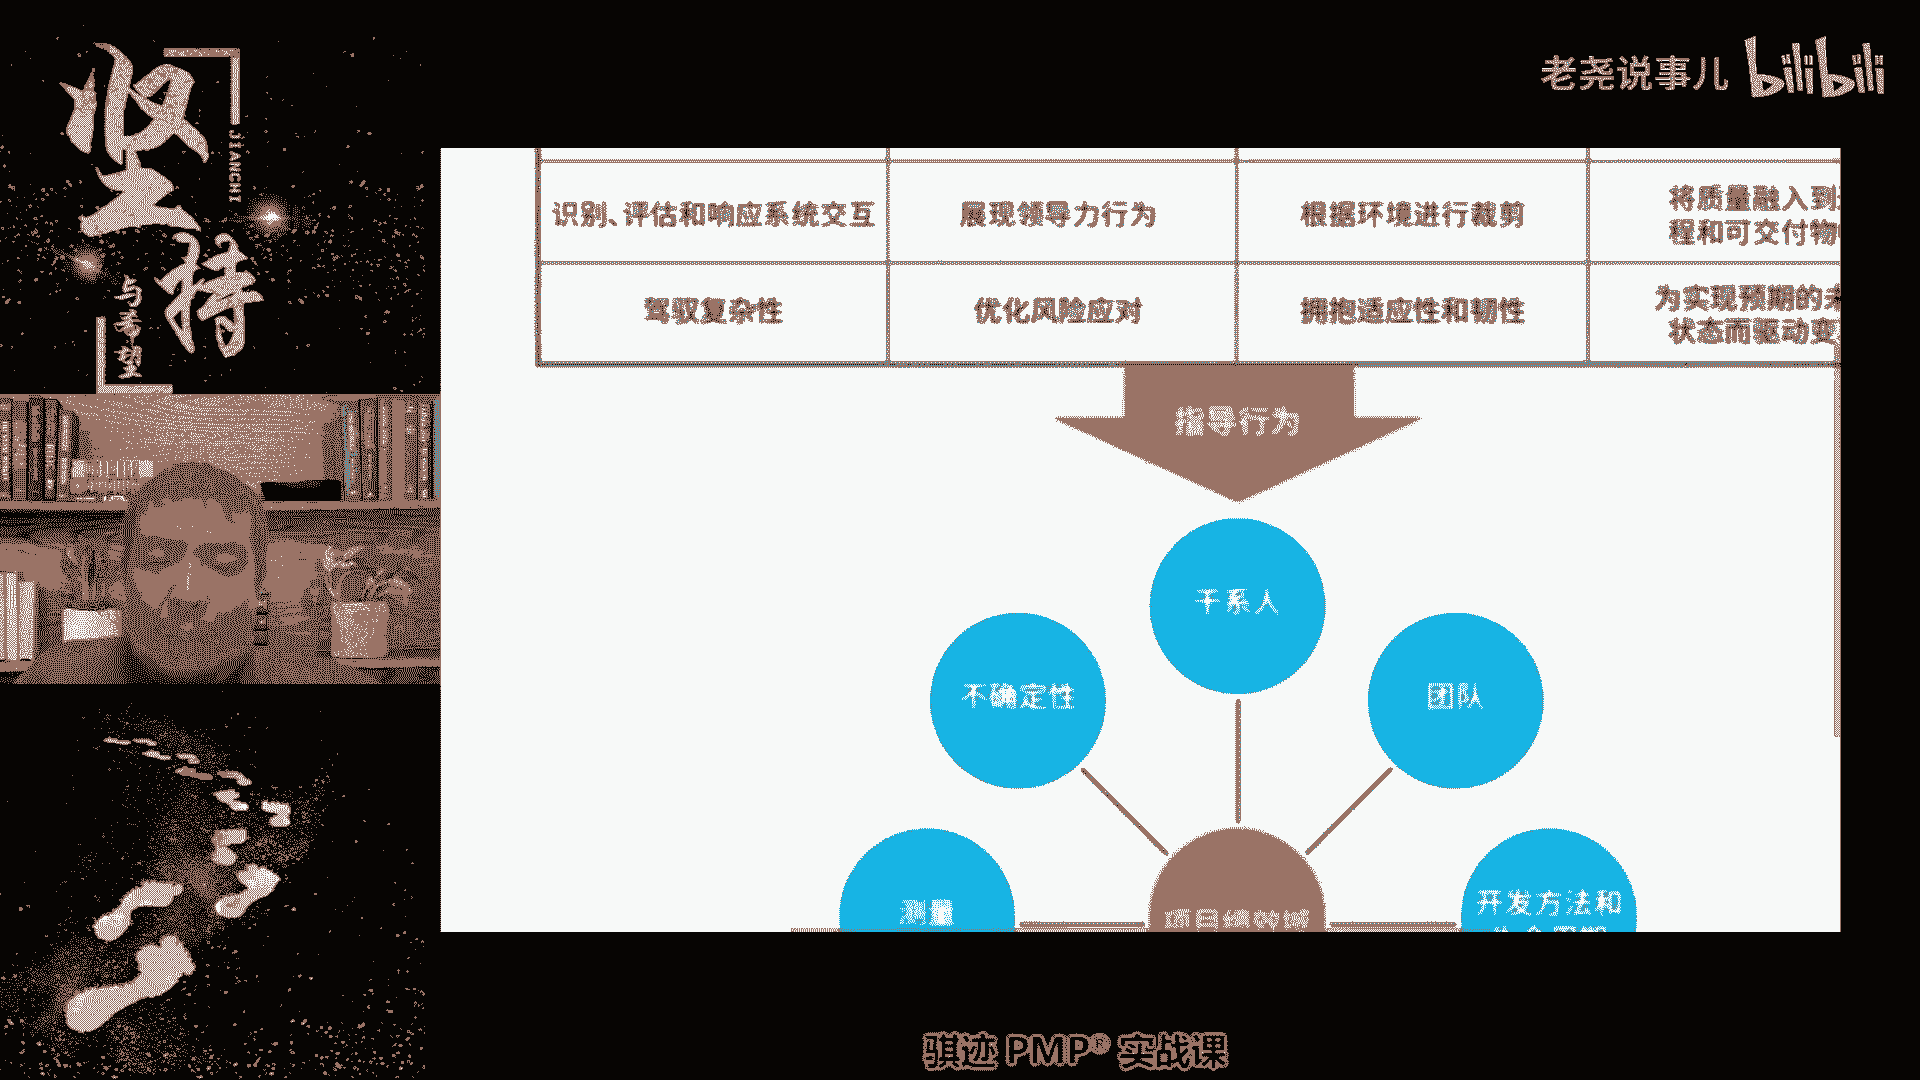 坚持
JIANCHI
与希望
老尧说事儿 bilibili
识别、评估和响应系统交互
展现领导力行为
根据环境进行裁剪
将质量融入到
程和可交付物
驾驭复杂性
优化风险应对
拥抱适应性和韧性
为实现预期的未
状态而驱动变
指导行为
干系人
不确定性
团队
测量
项目绩效域
开发方法和
骐迹 PMP® 实战课